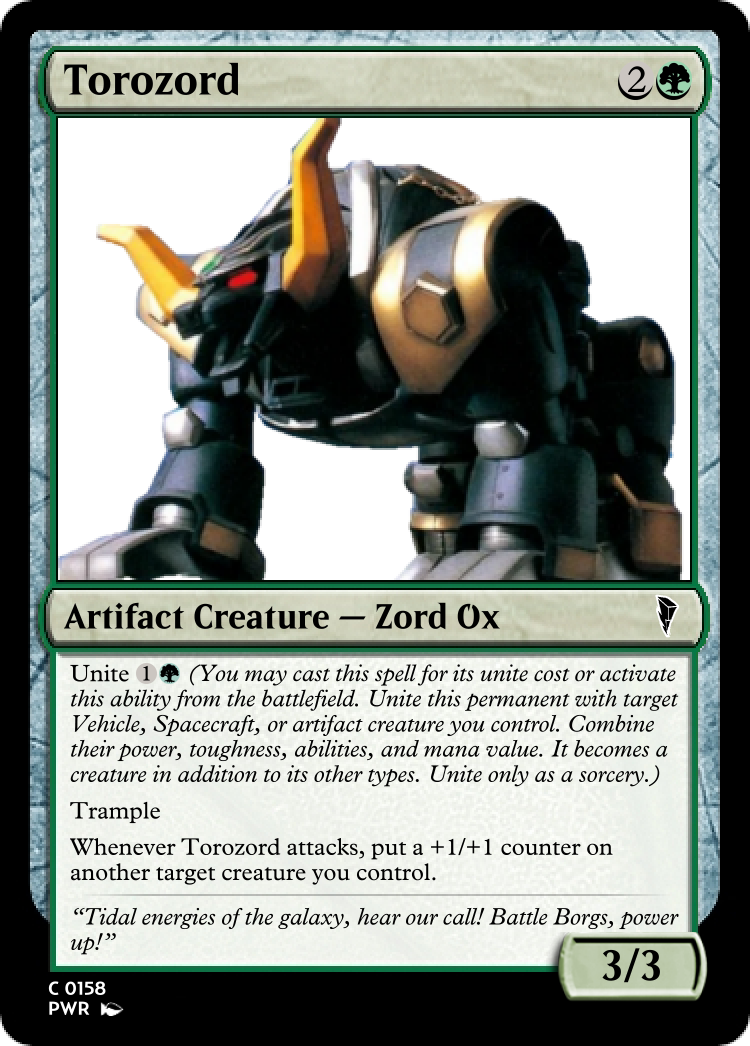 Torozord 2
Artifact Creature — Zord Ox
Unite 1 (You may cast this spell for its unite cost or activate
this ability from the battlefield. Unite this permanent with target
Vehicle, Spacecraft, or artifact creature you control. Combine
their power, toughness, abilities, and mana value. It becomes a
creature in addition to its other types. Unite only as a sorcery.)
Trample
Whenever Torozord attacks, put a +1/+1 counter on
another target creature you control.
“Tidal energies of the galaxy, hear our call! Battle Borgs, power
up!”
3/3
C 0158
PWR